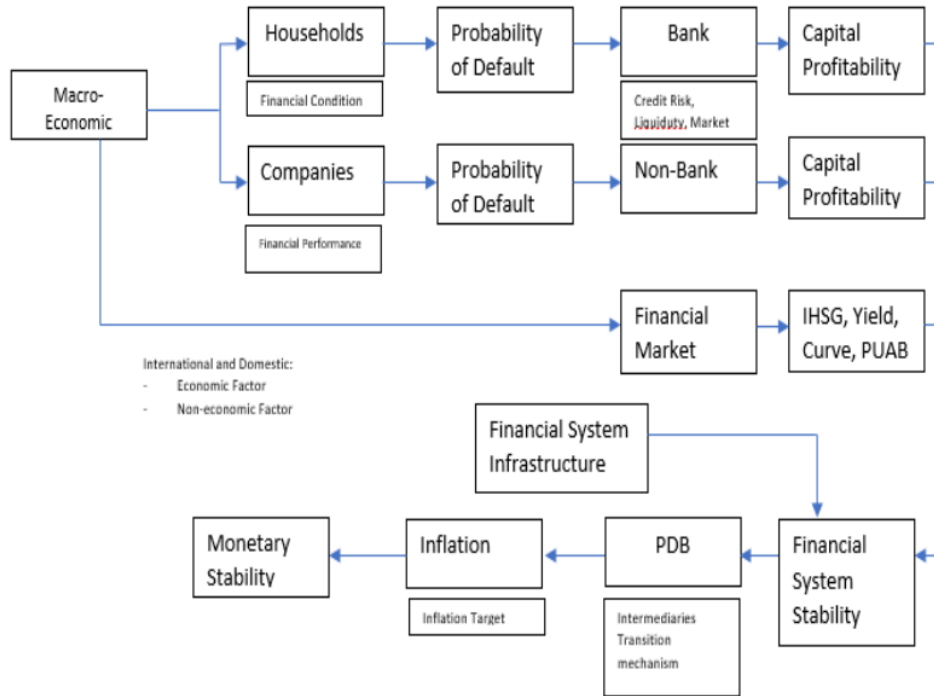 Households
Financial Condition
Probability
of Default
Bank
Credit Risk,
Liquiduty, Market
Capital
Profitability
Macro-
Economic
Companies
Financial Performance
Probability
of Default
Non-Bank
Capital
Profitability
Financial
Market
IHSG, Yield,
Curve, PUAB
International and Domestic:
- Economic Factor
- Non-economic Factor
Financial System
Infrastructure
Monetary
Stability
Inflation
Inflation Target
PDB
Intermediaries
Transition
mechanism
Financial
System
Stability